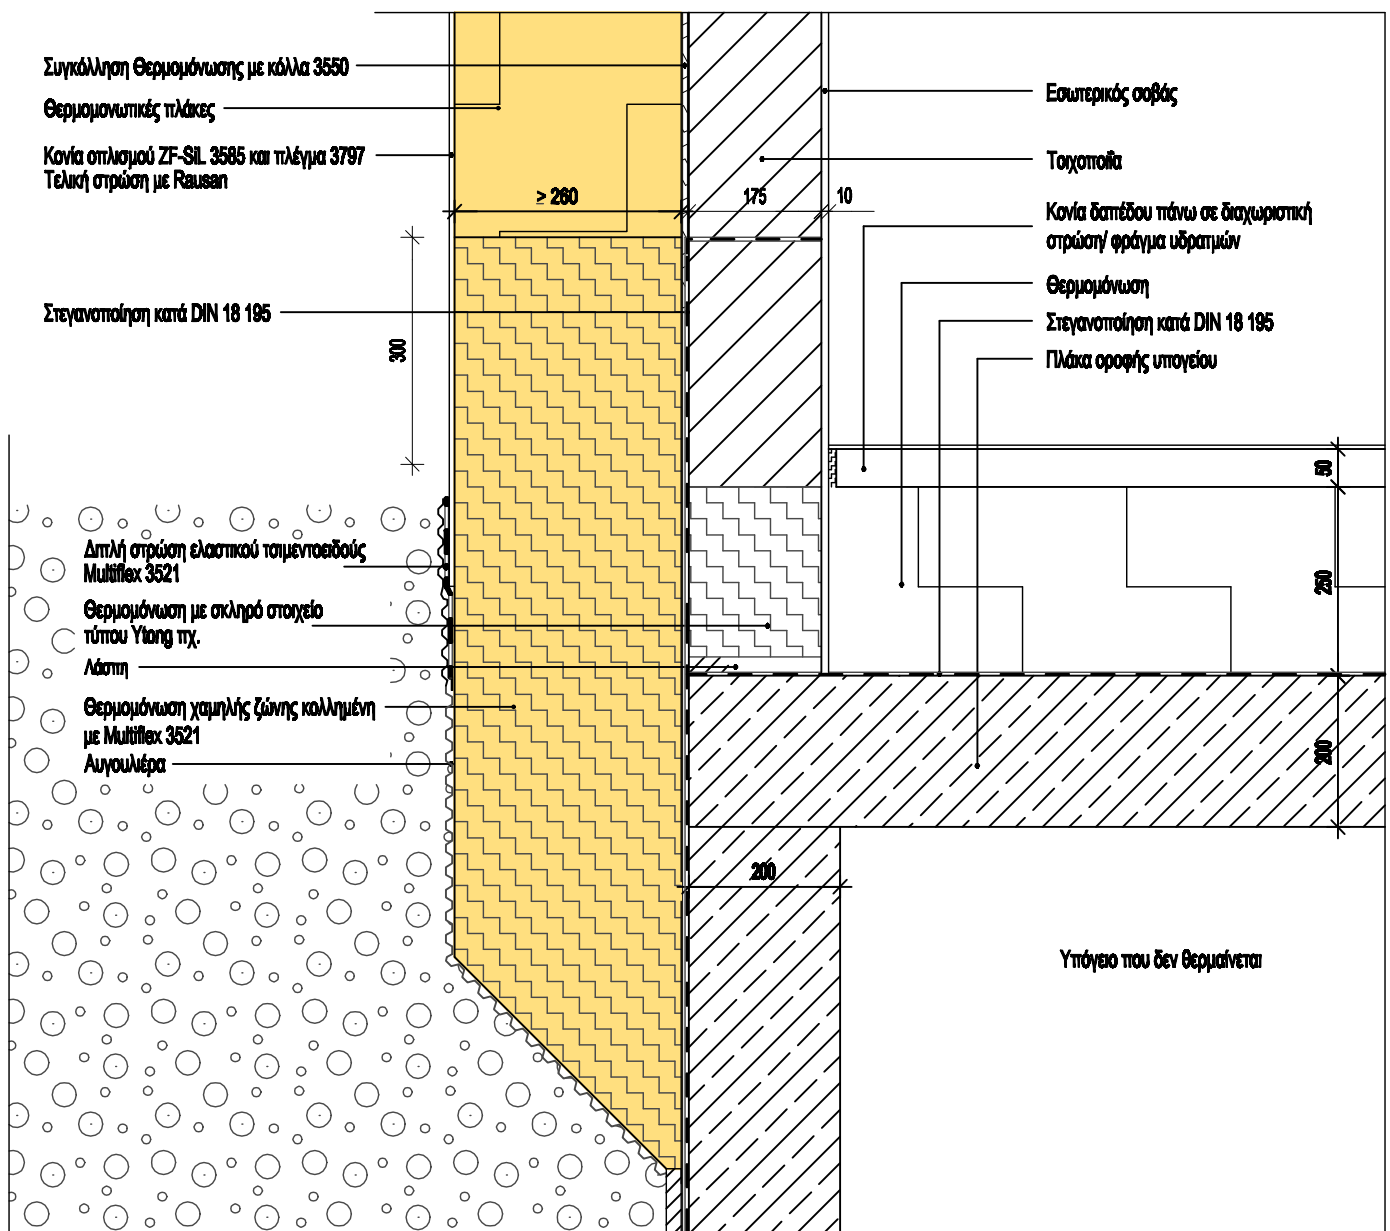 Συγκόλληση Θερμομόνωσης με κόλλα 3550
Θερμομονωτικές πλάκες
Κονία οπλισμού ZF-SiL 3585 και πλέγμα 3797
Τελική στρώση με Rausan
Στεγανοποίηση κατά DIN 18 195
Διπλή στρώση ελαστικού τσιμεντοειδούς
Multiflex 3521
Θερμομόνωση με σκληρό στοιχείο
τύπου Ytong πχ.
Λάσπη
Θερμομόνωση χαμηλής ζώνης κολλημένη
με Multiflex 3521
Αυγουλιέρα
≥ 260
175
10
300
Εσωτερικός σοβάς
Τοιχοποιΐα
Κονία δαπέδου πάνω σε διαχωριστική
στρώση/ φράγμα υδρατμών
Θερμομόνωση
Στεγανοποίηση κατά DIN 18 195
Πλάκα οροφής υπογείου
50
250
200
200
Υπόγειο που δεν θερμαίνεται